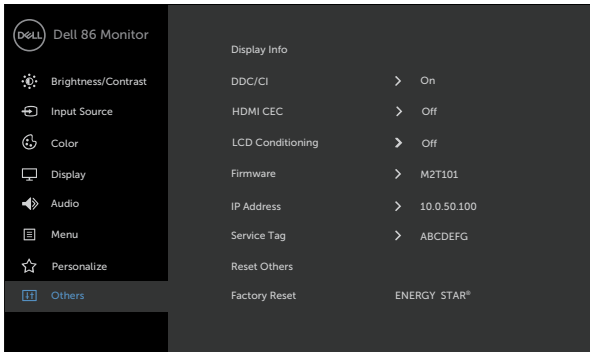 DELL Dell 86 Monitor
Display Info
Brightness/Contrast
DDC/CI On
Input Source
HDMI CEC Off
Color
LCD Conditioning Off
Display
Firmware M2T101
Audio
IP Address 10.0.50.100
Menu
Service Tag ABCDEFG
Personalize
Reset Others
Others
Factory Reset ENERGY STAR®